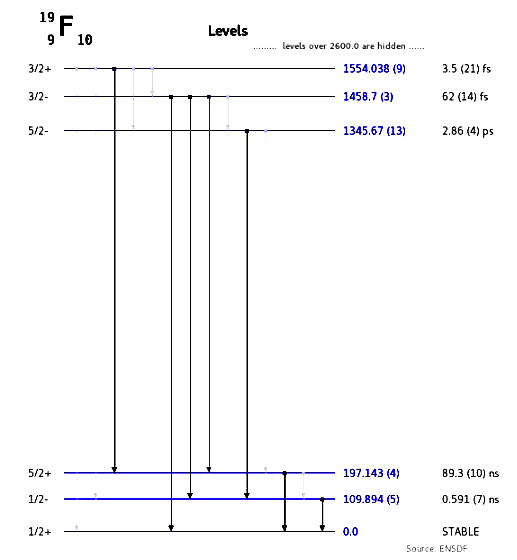 19
F
9 10
Levels
......... levels over 2600.0 are hidden ......
3/2+ 1554.038 (9) 3.5 (21) fs
3/2- 1458.7 (3) 62 (14) fs
5/2- 1345.67 (13) 2.86 (4) ps
5/2+ 197.143 (4) 89.3 (10) ns
1/2- 109.894 (5) 0.591 (7) ns
1/2+ 0.0 STABLE
Source: ENSDF